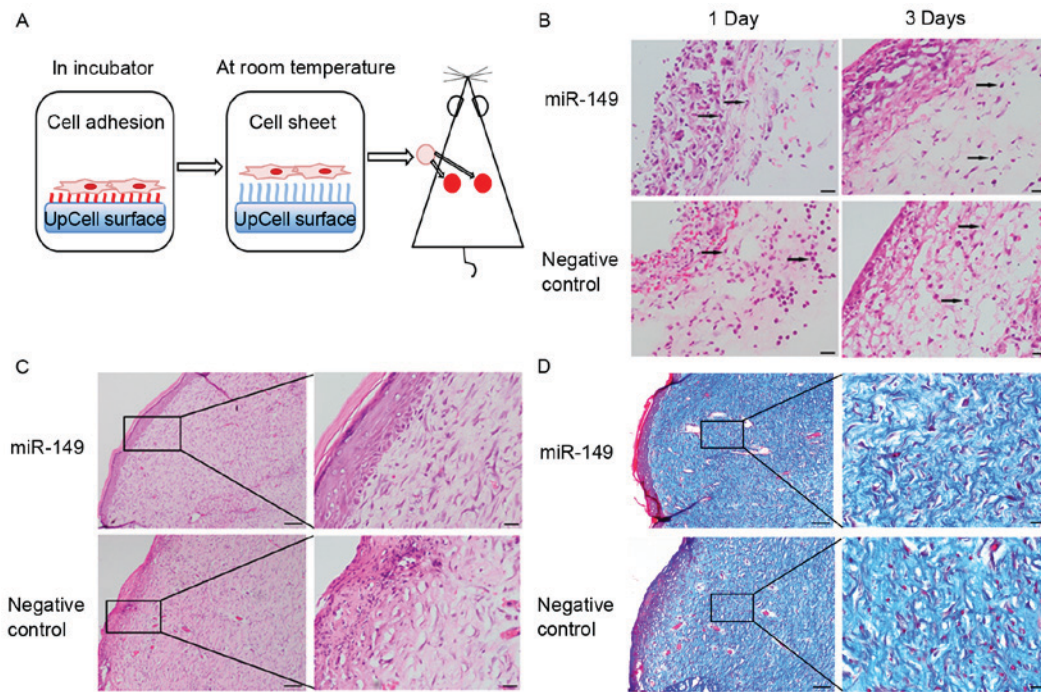 A
In incubator
At room temperature
Cell adhesion
Cell sheet
UpCell surface
UpCell surface
B
1 Day
3 Days
miR-149
Negative
control
C
miR-149
Negative
control
D
miR-149
Negative
control